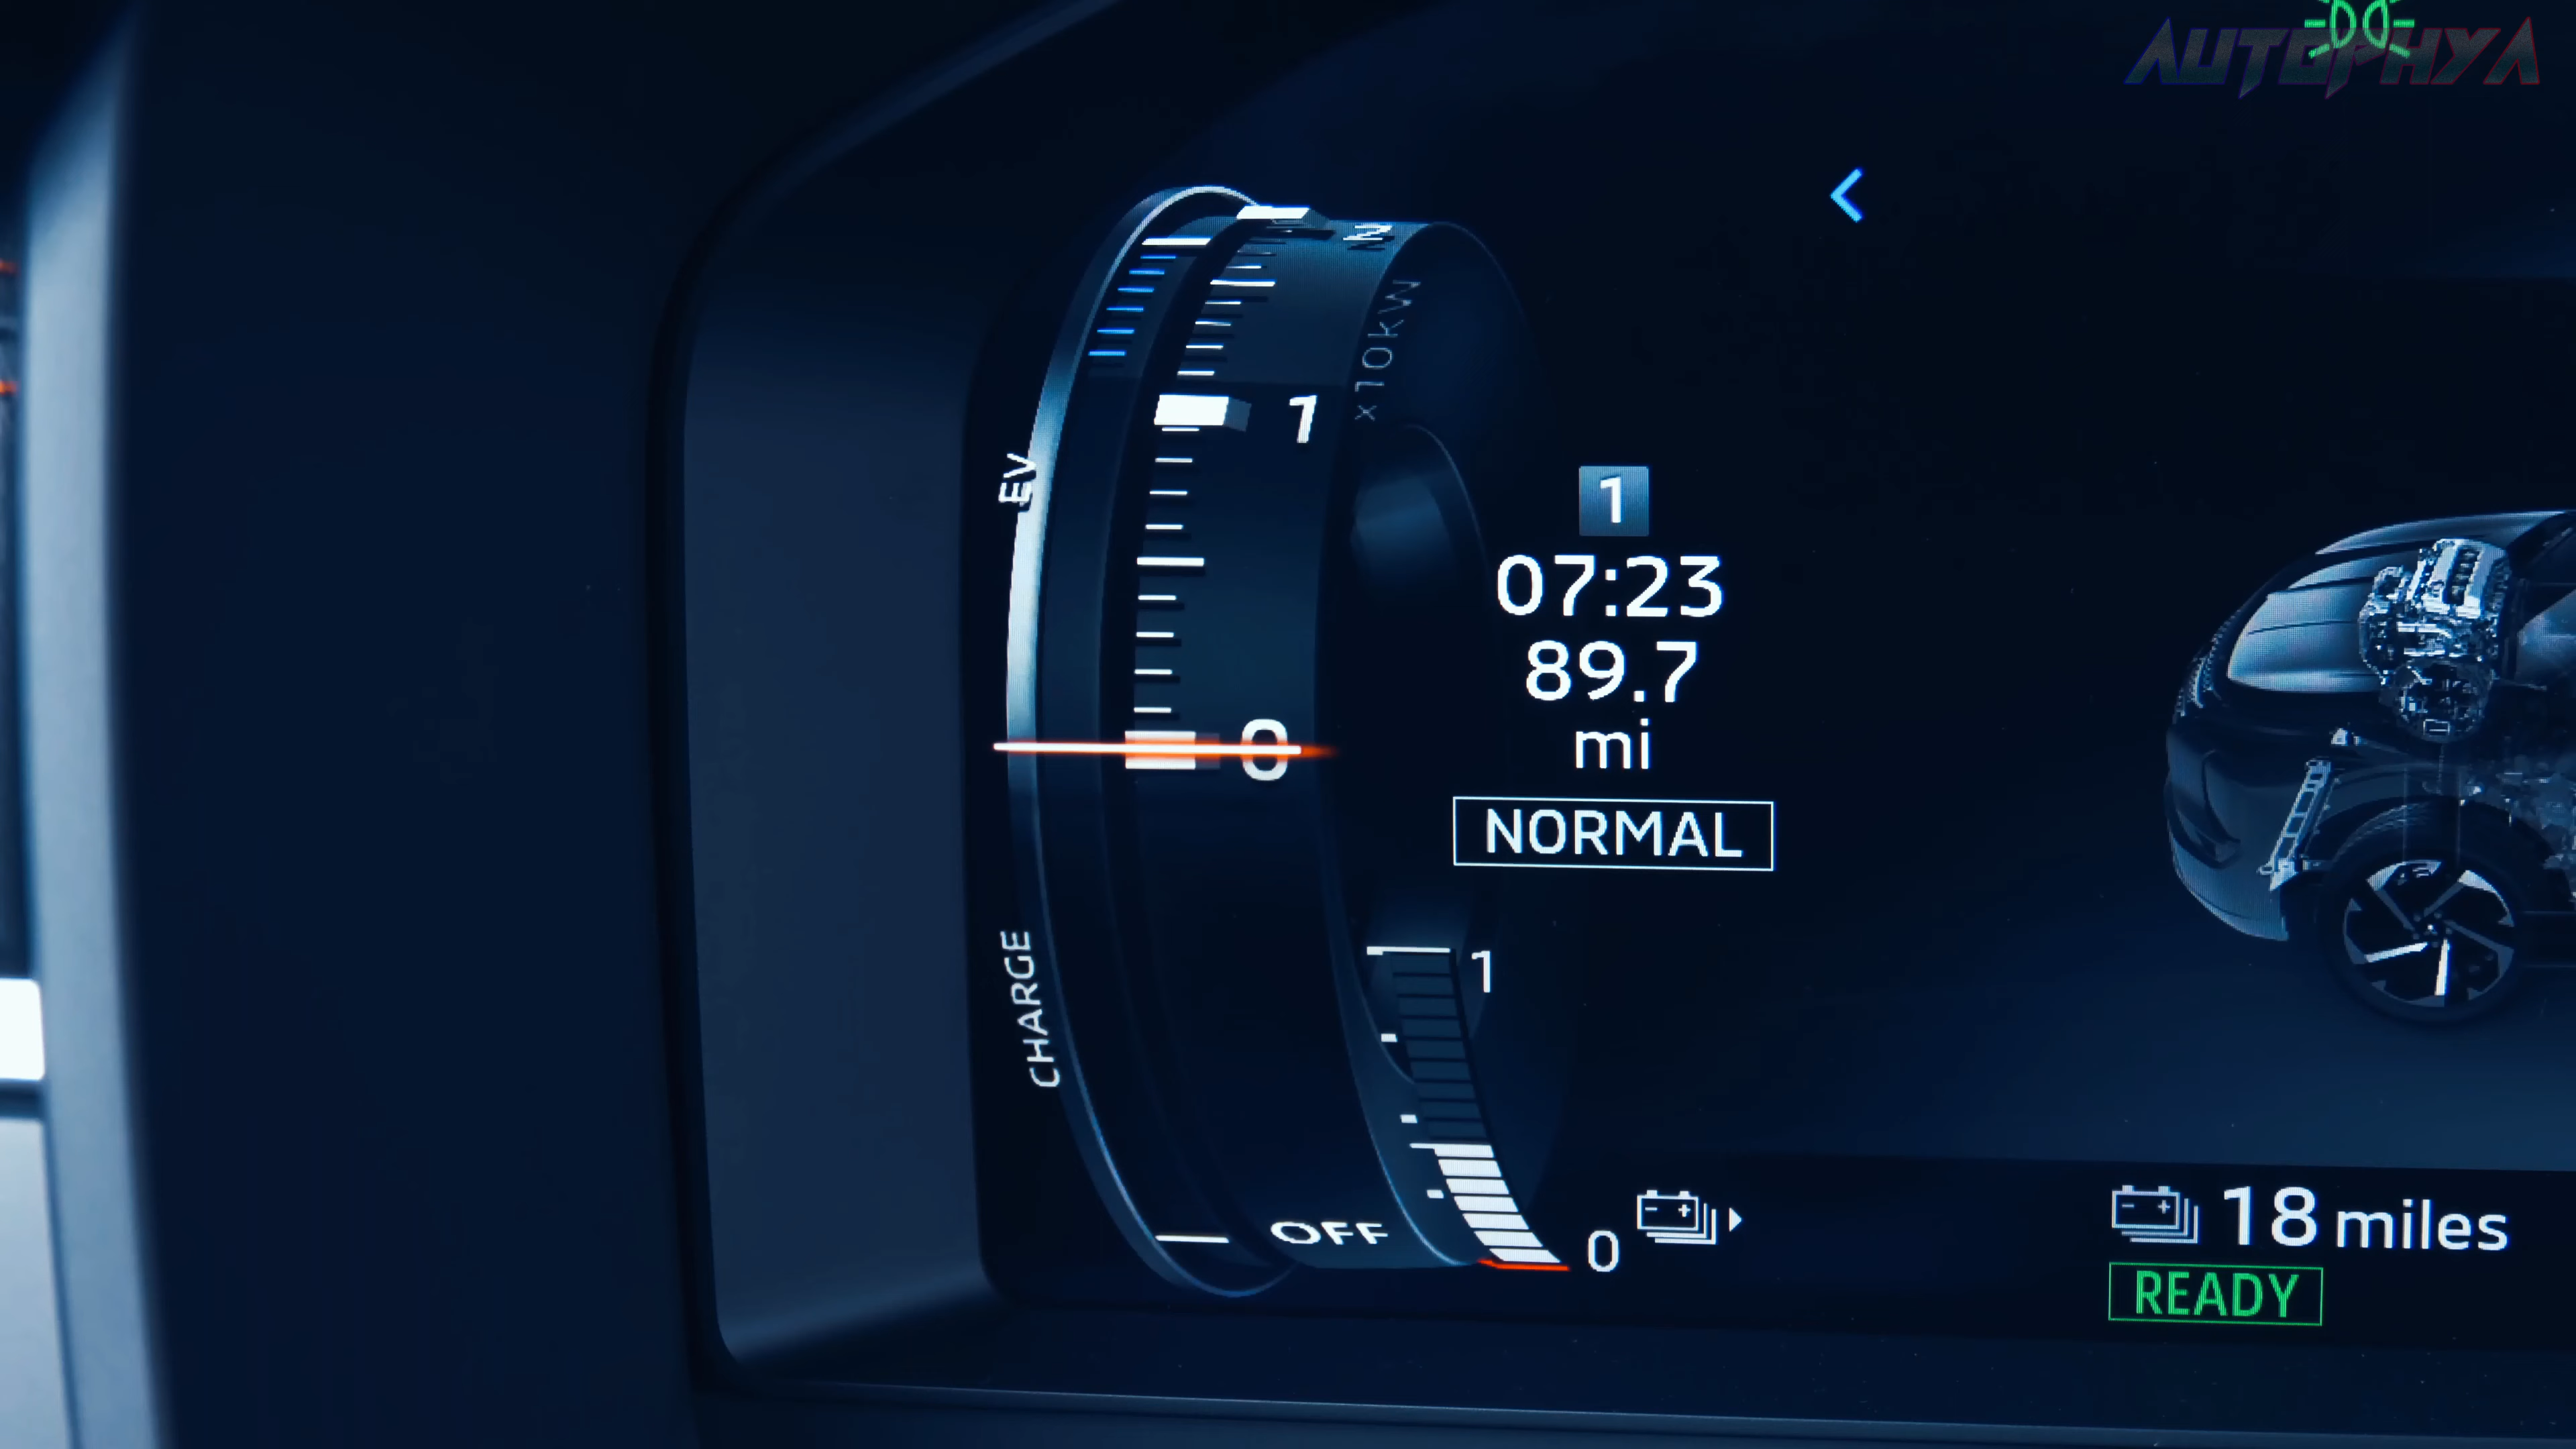 AUTOPHYA
2
x10kW
1
EV
1
07:23
89.7
mi
0
NORMAL
CHARGE
1
OFF
0
18 miles
READY